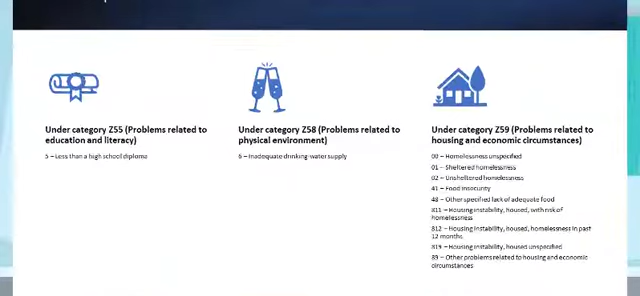 Under category Z55 (Problems related to
education and literacy)
5 – Less than a high school diploma
Under category Z58 (Problems related to
physical environment)
6 – Inadequate drinking-water supply
Under category Z59 (Problems related to
housing and economic circumstances)
00 – Homelessness unspecified
01 – Sheltered homelessness
02 – Unsheltered homelessness
41 – Food insecurity
48 – Other specified lack of adequate food
811 – Housing instability, housed, with risk of
homelessness
812 – Housing instability, housed, homelessness in past
12 months
819 – Housing instability, housed unspecified
89 – Other problems related to housing and economic
circumstances